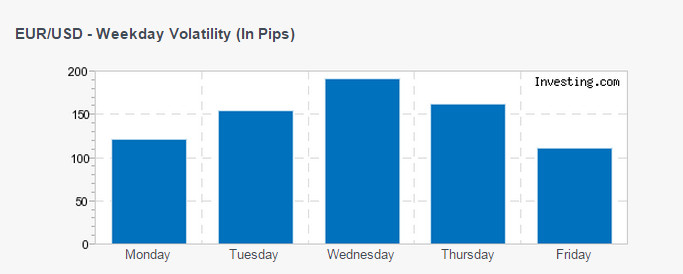 EUR/USD - Weekday Volatility (In Pips)
200
Investing.com
150
100
50
0
Monday Tuesday Wednesday Thursday Friday